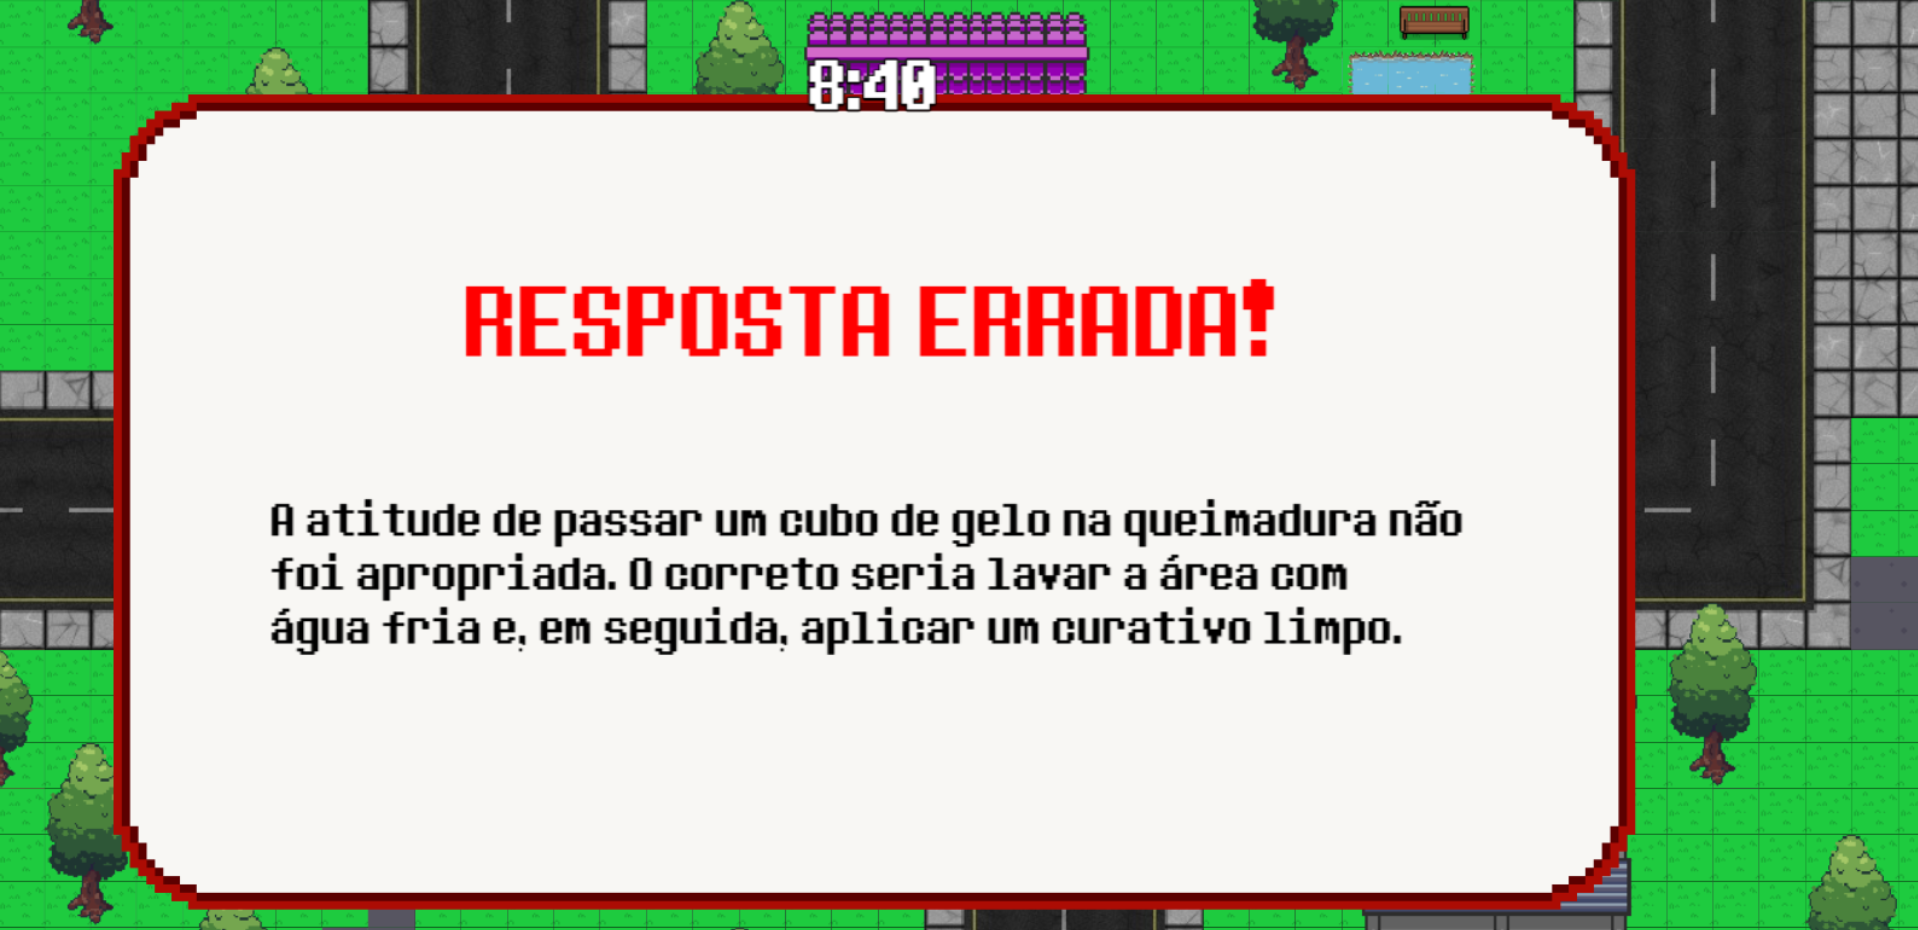 8:40
RESPOSTA ERRADA!
A atitude de passar um cubo de gelo na queimadura não
foi apropriada. O correto seria lavar a área com
água fria e, em seguida, aplicar um curativo limpo.